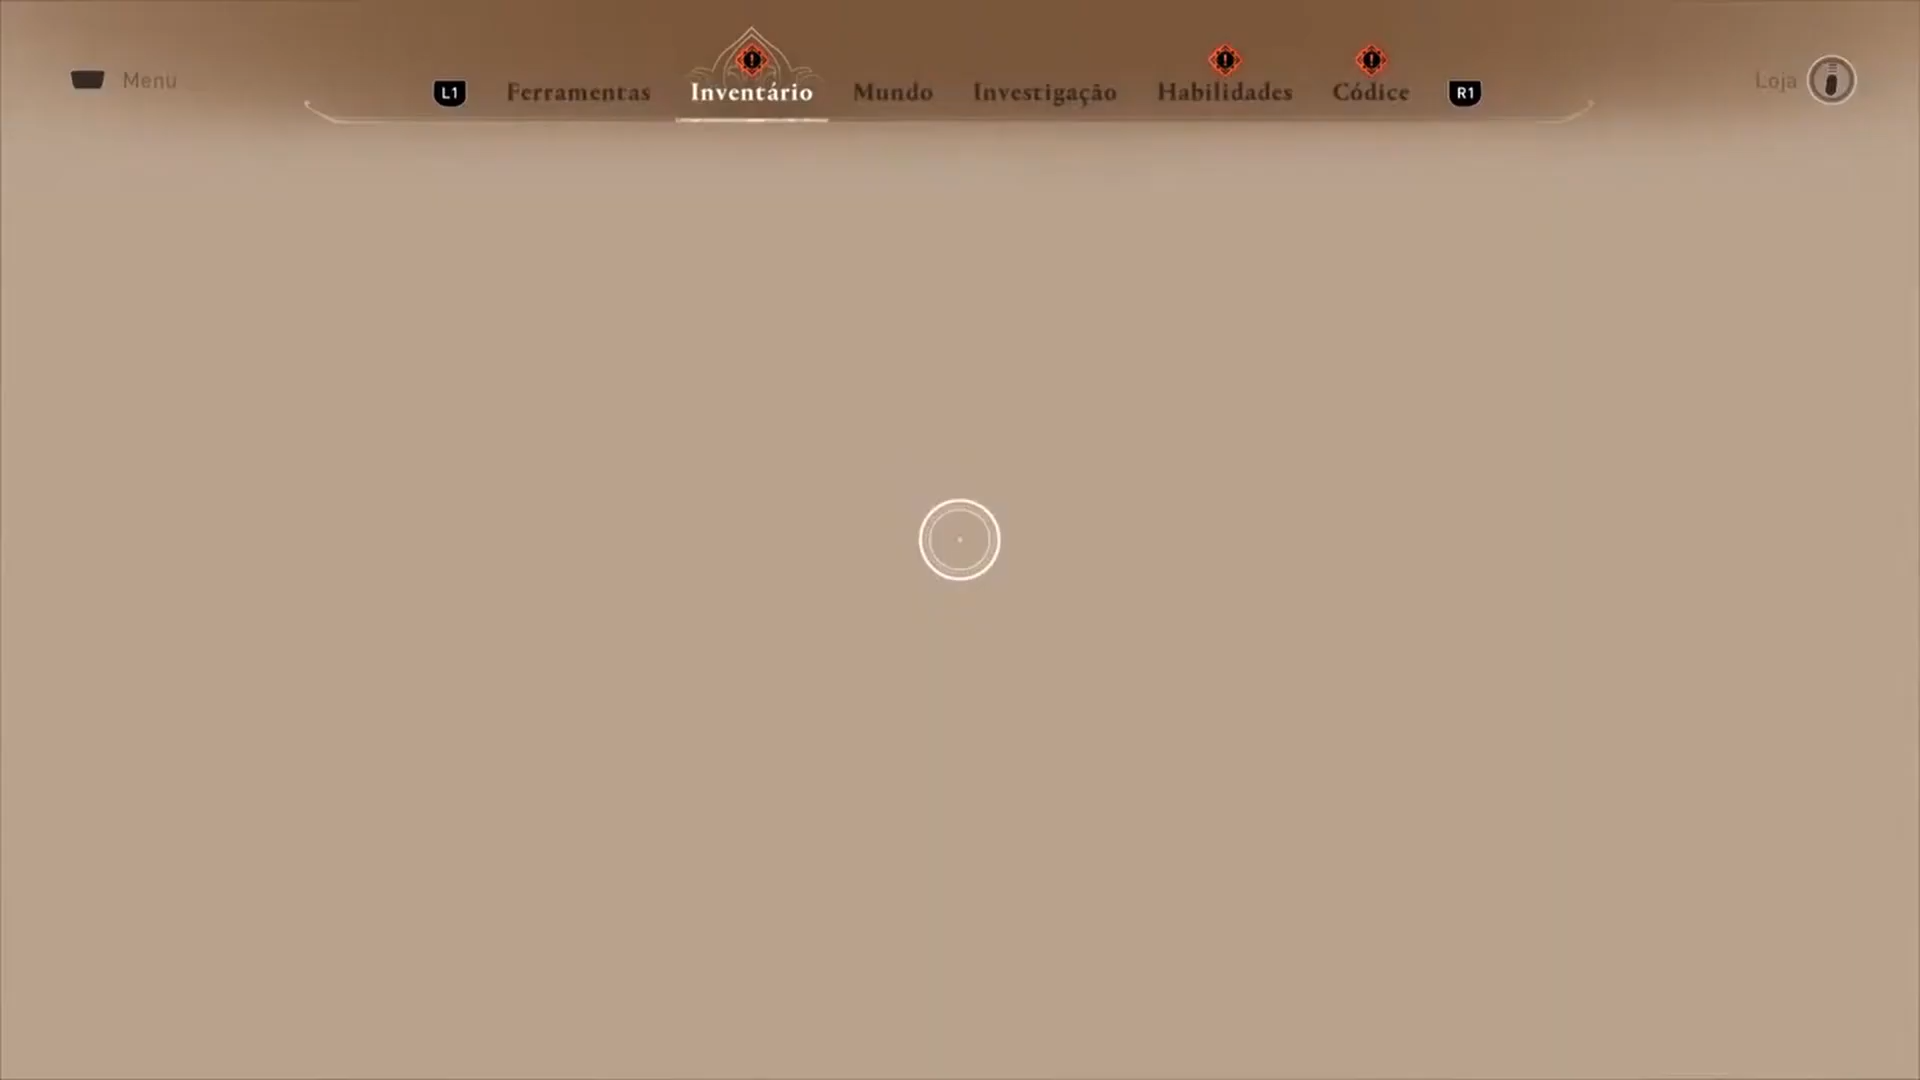 Menu
L1 Ferramentas Inventário Mundo Investigação Habilidades Códice R1
Loja